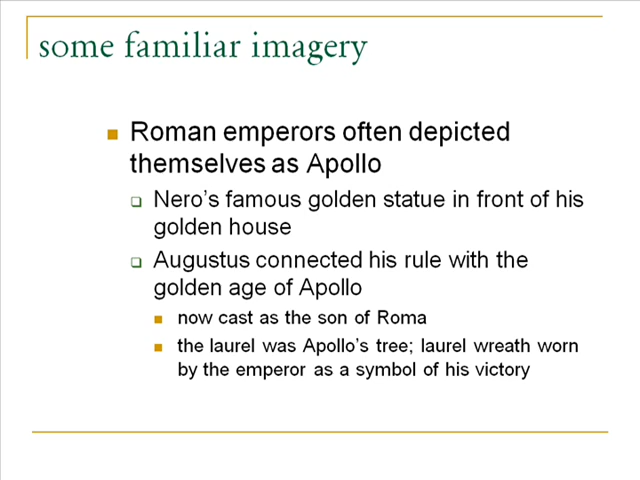 some familiar imagery
Roman emperors often depicted
themselves as Apollo
Nero's famous golden statue in front of his
golden house
Augustus connected his rule with the
golden age of Apollo
now cast as the son of Roma
the laurel was Apollo's tree; laurel wreath worn
by the emperor as a symbol of his victory